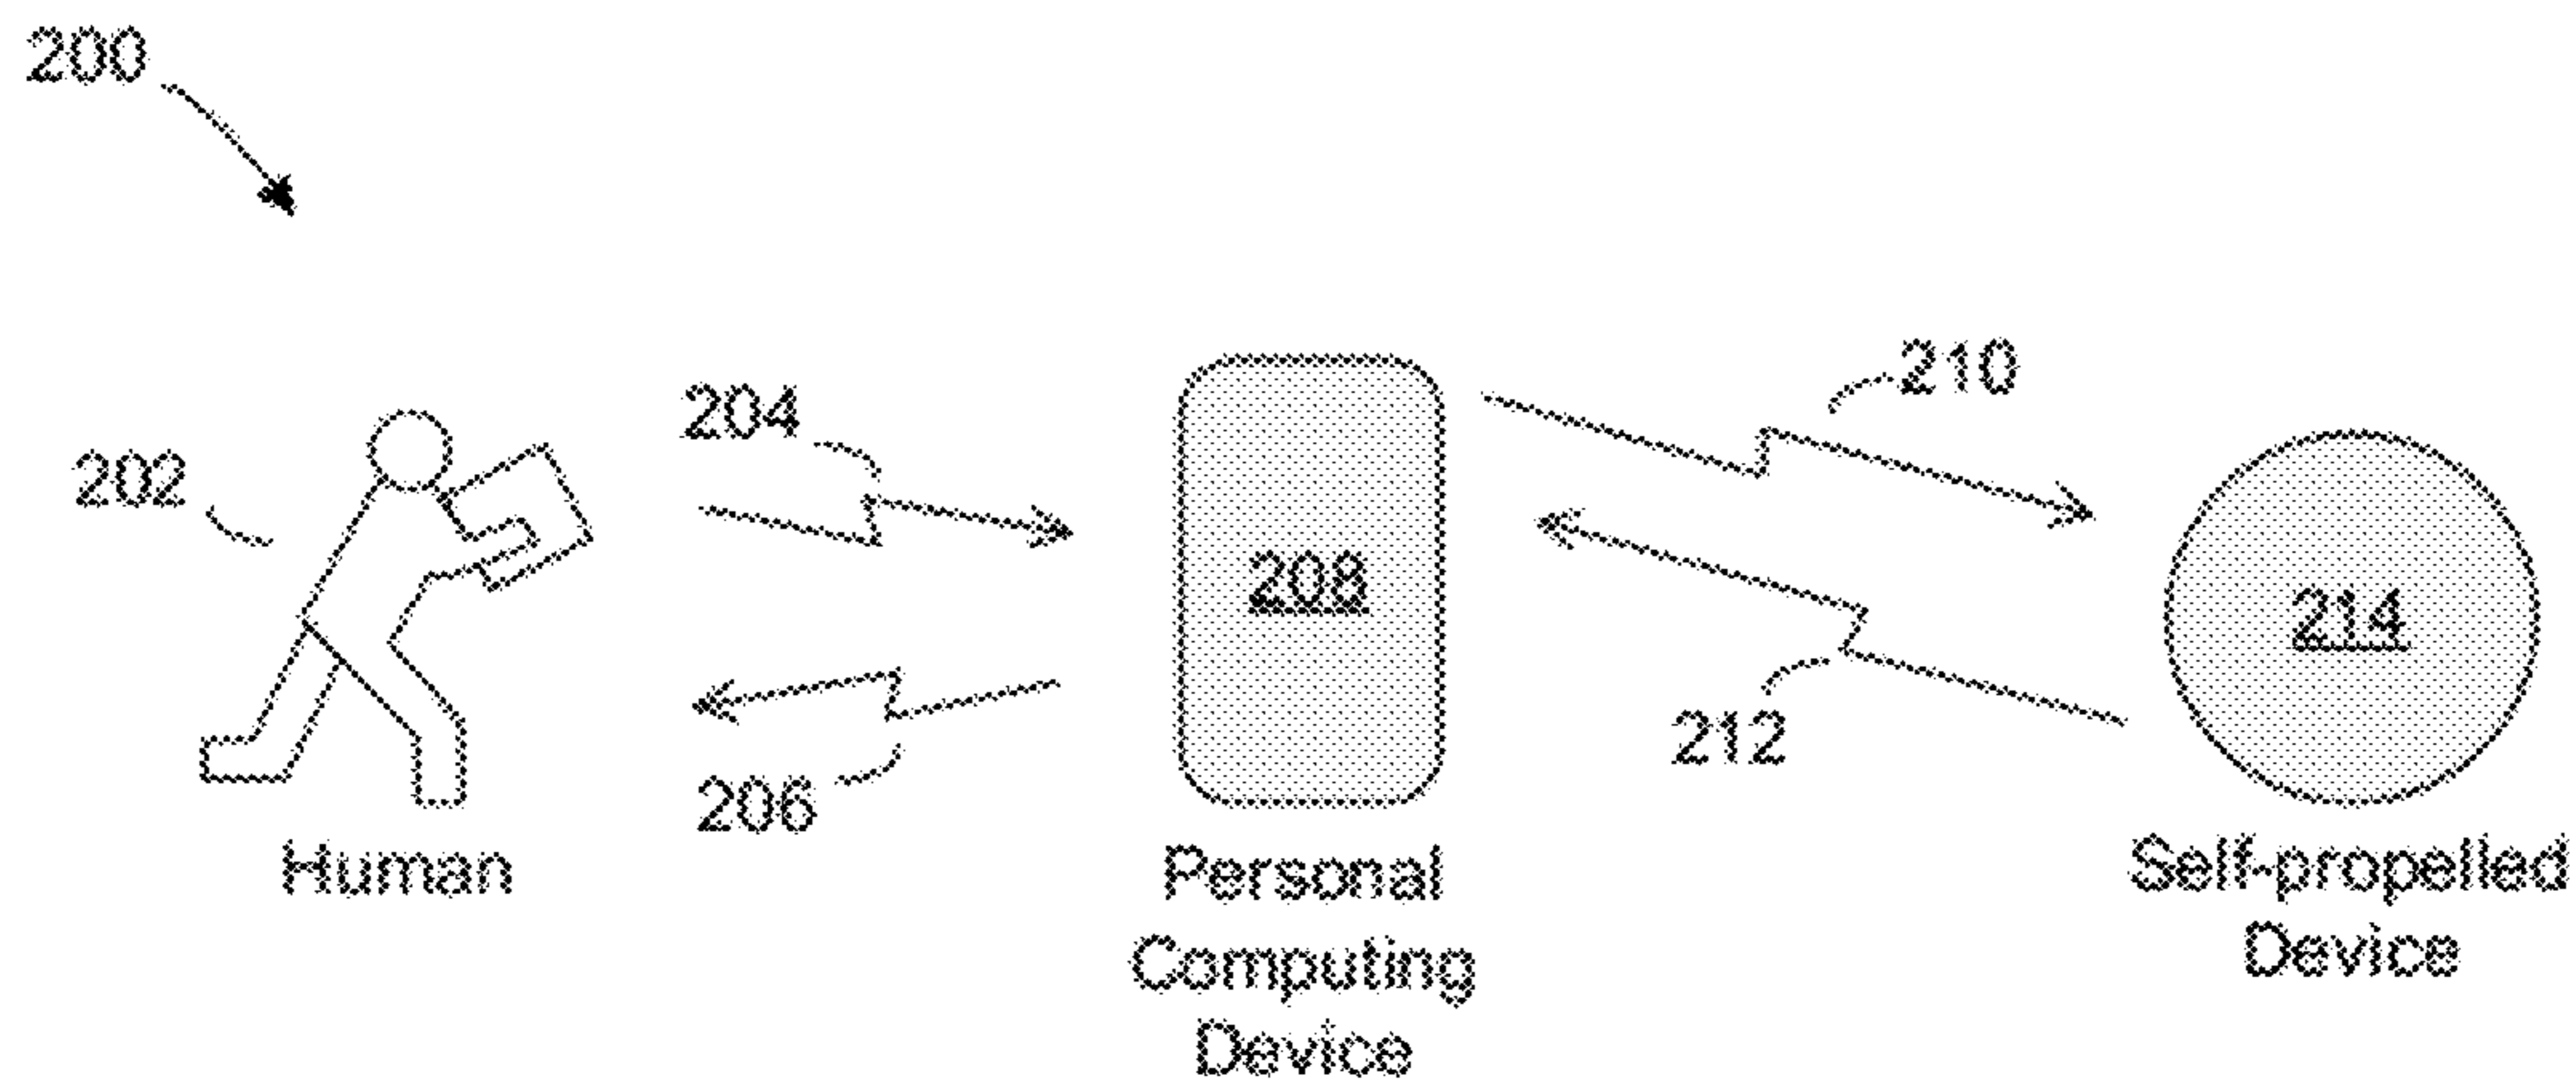 200
202
204
206
Human
208
Personal
Computing
Device
210
212
214
Self-propelled
Device